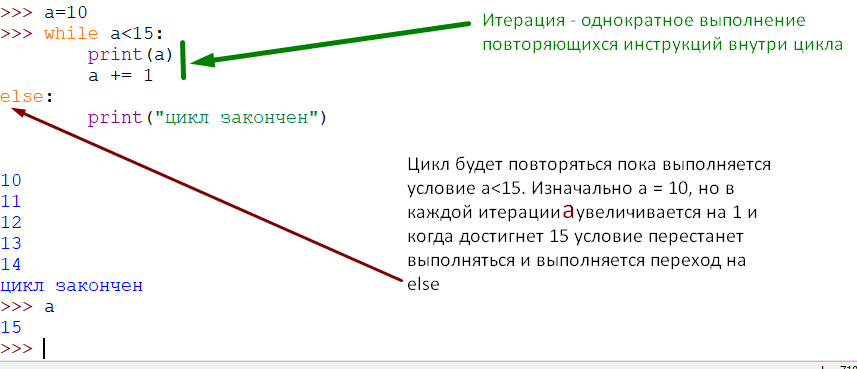 >>> a=10
>>> while a<15:
print(a)
a += 1
else:
print("цикл закончен")
Итерация - однократное выполнение
повторяющихся инструкций внутри цикла
Цикл будет повторяться пока выполняется
условие a<15. Изначально a = 10, но в
каждой итерации a увеличивается на 1 и
когда достигнет 15 условие перестанет
выполняться и выполняется переход на
else
10
11
12
13
14
цикл закончен
>>> a
15
>>>